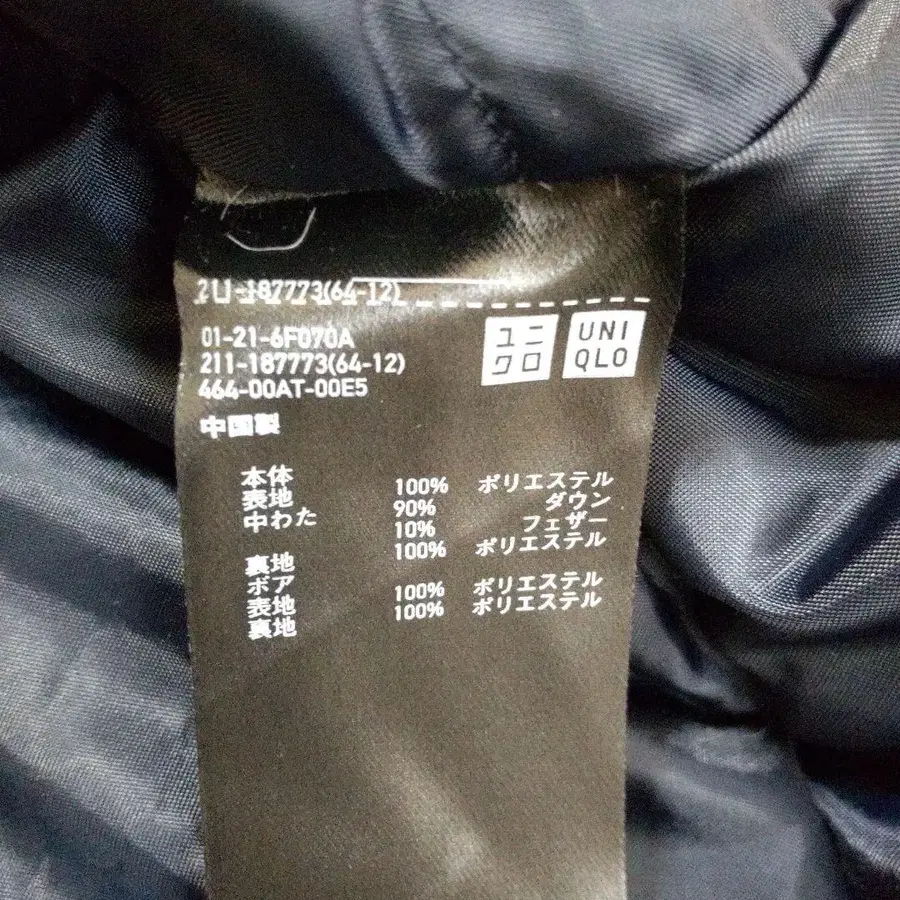 211-187773(64-12)
01-21-6F070A
211-187773(64-12)
464-00AT-00E5
ユニ
クロ
UNI
QLO
中国製
本体
表地 100% ポリエステル
中わた 90% ダウン
10% フェザー
裏地 100% ポリエステル
ボア
表地 100% ポリエステル
裏地 100% ポリエステル